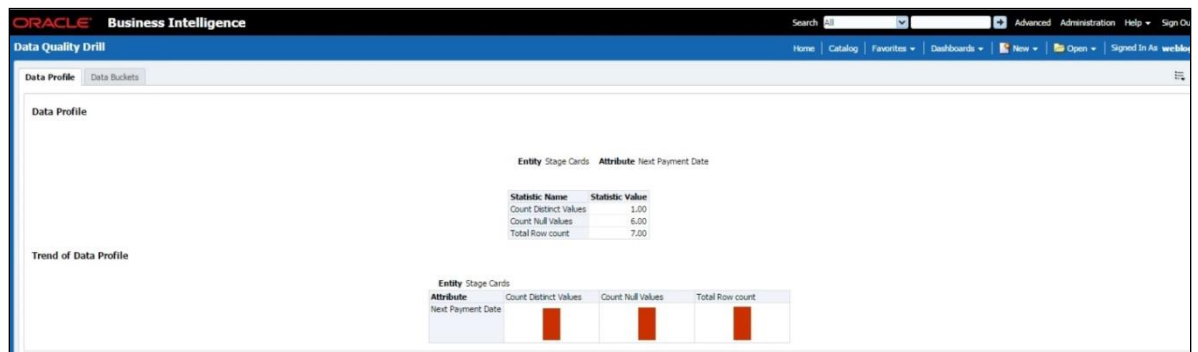 ORACLE Business Intelligence Search All Advanced Administration Help Sign Ou
Data Quality Drill Home Catalog Favorites Dashboards New Open Signed In As weblog
Data Profile Data Buckets
Data Profile
Entity Stage Cards Attribute Next Payment Date
Statistic Name Statistic Value
Count Distinct Values 1.00
Count Null Values 6.00
Total Row count 7.00
Trend of Data Profile
Entity Stage Cards
Attribute Count Distinct Values Count Null Values Total Row count
Next Payment Date